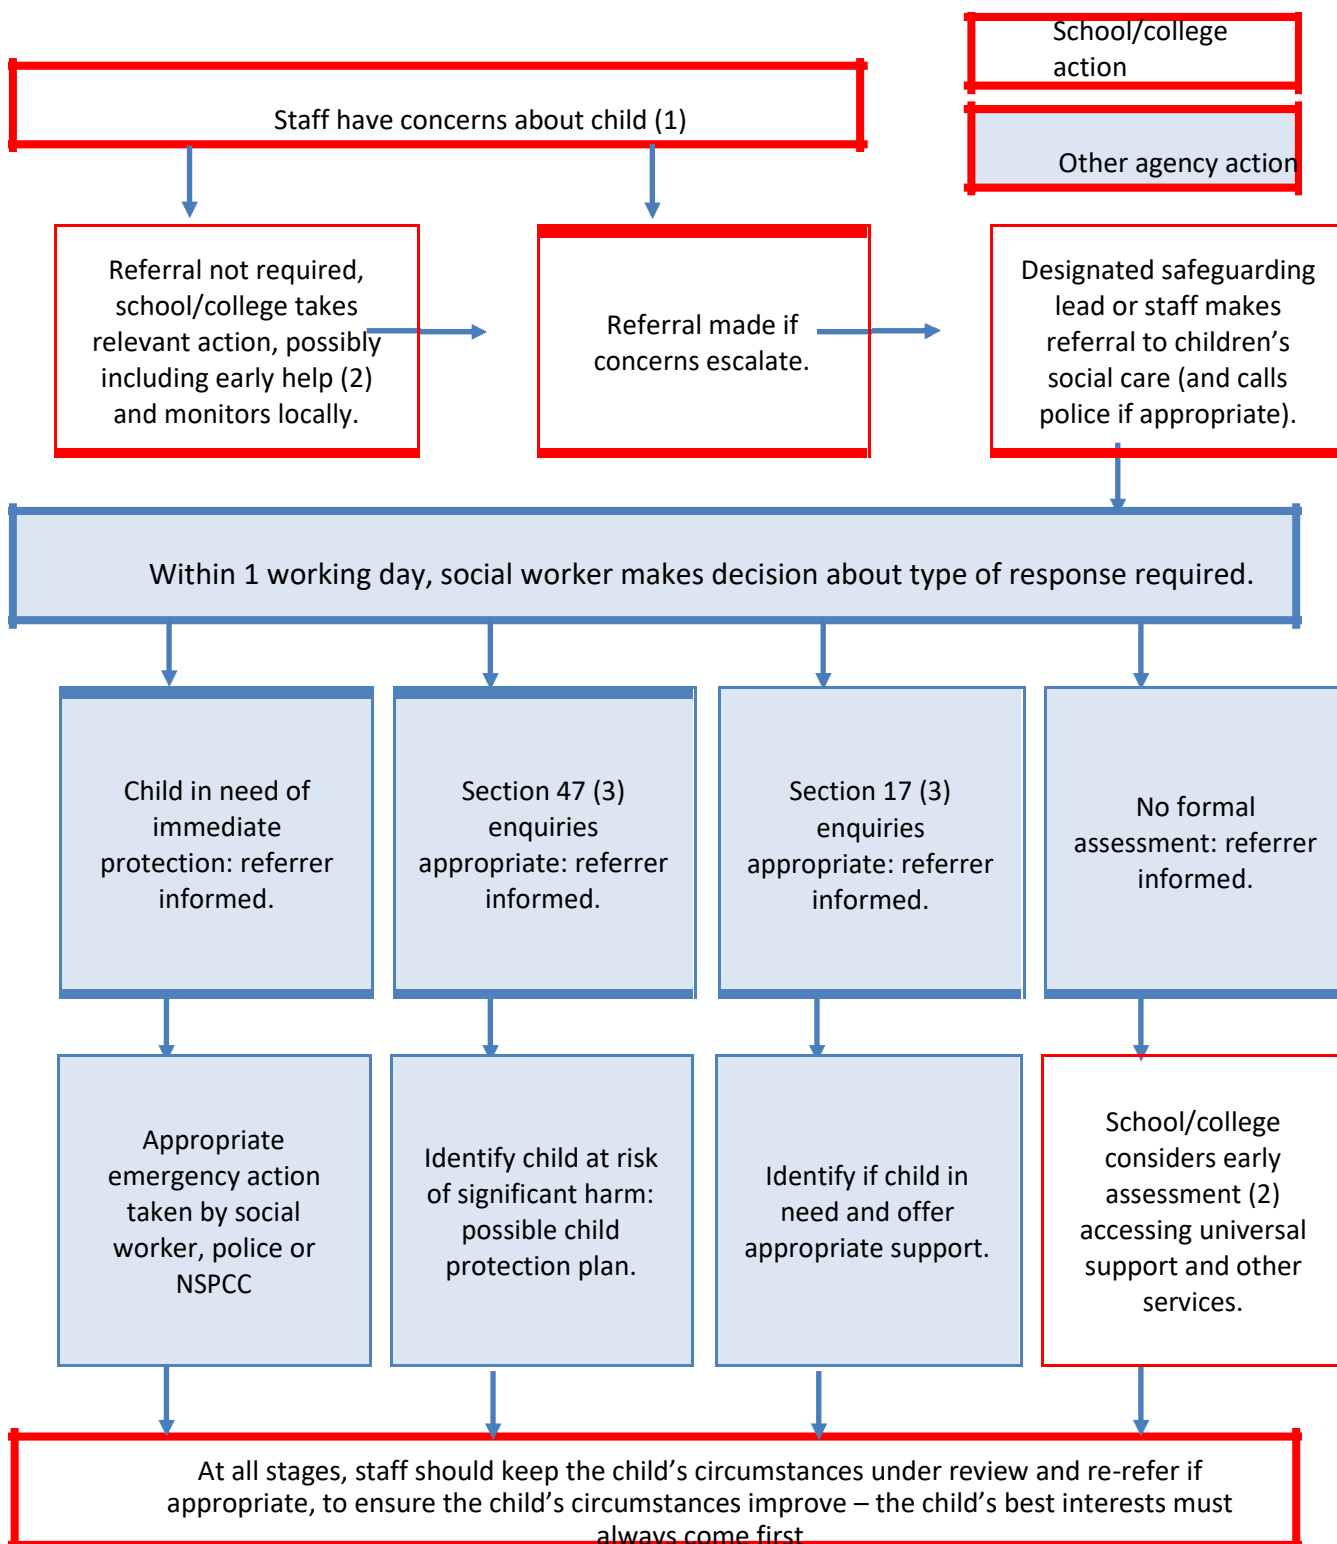 School/college
action
Staff have concerns about child (1)
Other agency action
Referral not required,
school/college takes
relevant action, possibly
including early help (2)
and monitors locally.
Referral made if
concerns escalate.
Designated safeguarding
lead or staff makes
referral to children’s
social care (and calls
police if appropriate).
Within 1 working day, social worker makes decision about type of response required.
Child in need of
immediate
protection: referrer
informed.
Section 47 (3)
enquiries
appropriate: referrer
informed.
Section 17 (3)
enquiries
appropriate: referrer
informed.
No formal
assessment: referrer
informed.
Appropriate
emergency action
taken by social
worker, police or
NSPCC
Identify child at risk
of significant harm:
possible child
protection plan.
Identify if child in
need and offer
appropriate support.
School/college
considers early
assessment (2)
accessing universal
support and other
services.
At all stages, staff should keep the child’s circumstances under review and re-refer if
appropriate, to ensure the child’s circumstances improve – the child’s best interests must
always come first